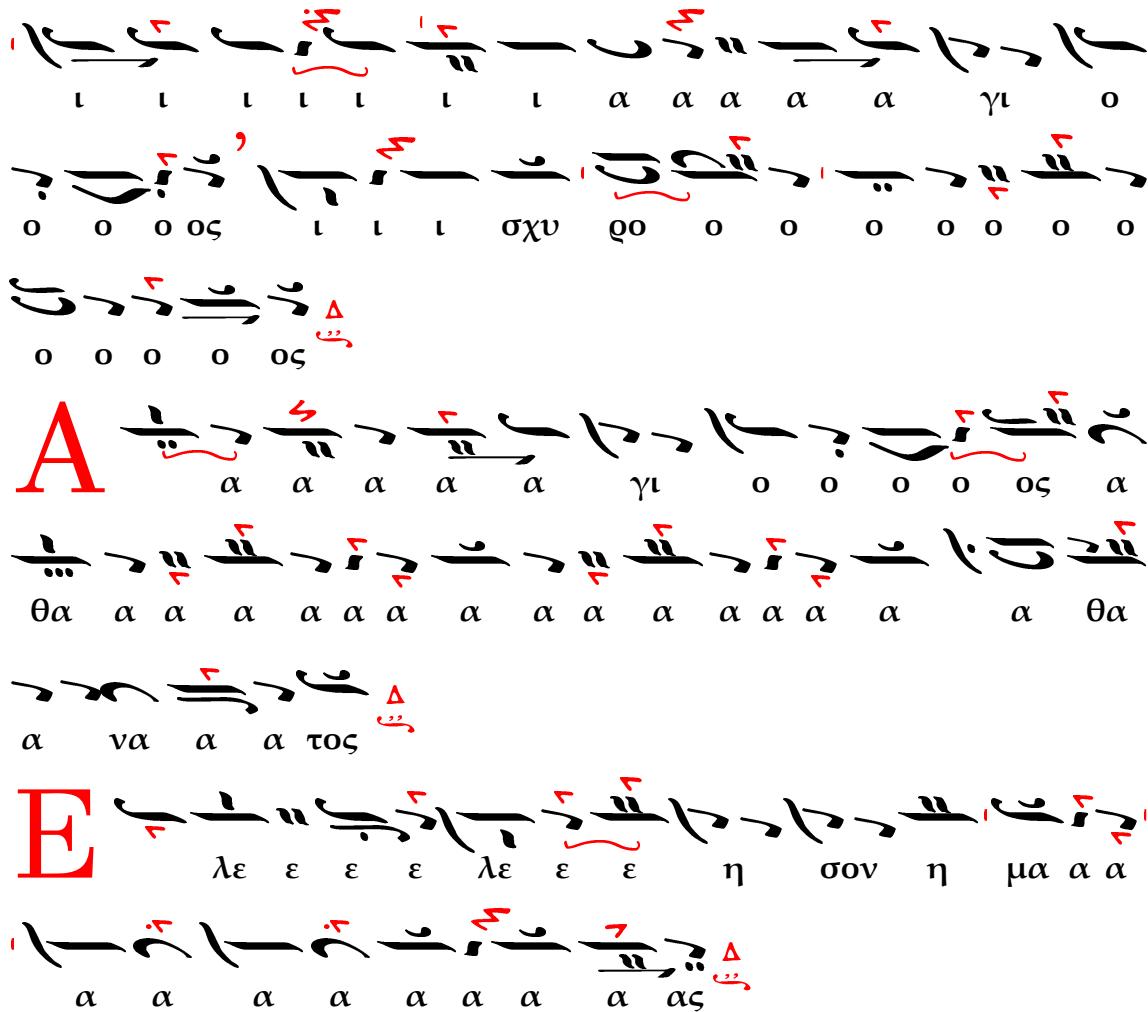 ι ι ι ι ι ι ι α α α α α γι ο
ο ο ο ος ι ι ι σχυ ρο ο ο ο ο ο ο ο
ο ο ο ο ος Δ
Α α α α α α γι ο ο ο ο ος α
θα α α α α α α α α α α α α α α α θα
α να α α τος Δ
Ε λε ε ε ε λε ε ε η σον η μα α α
α α α α α α α α ας Δ